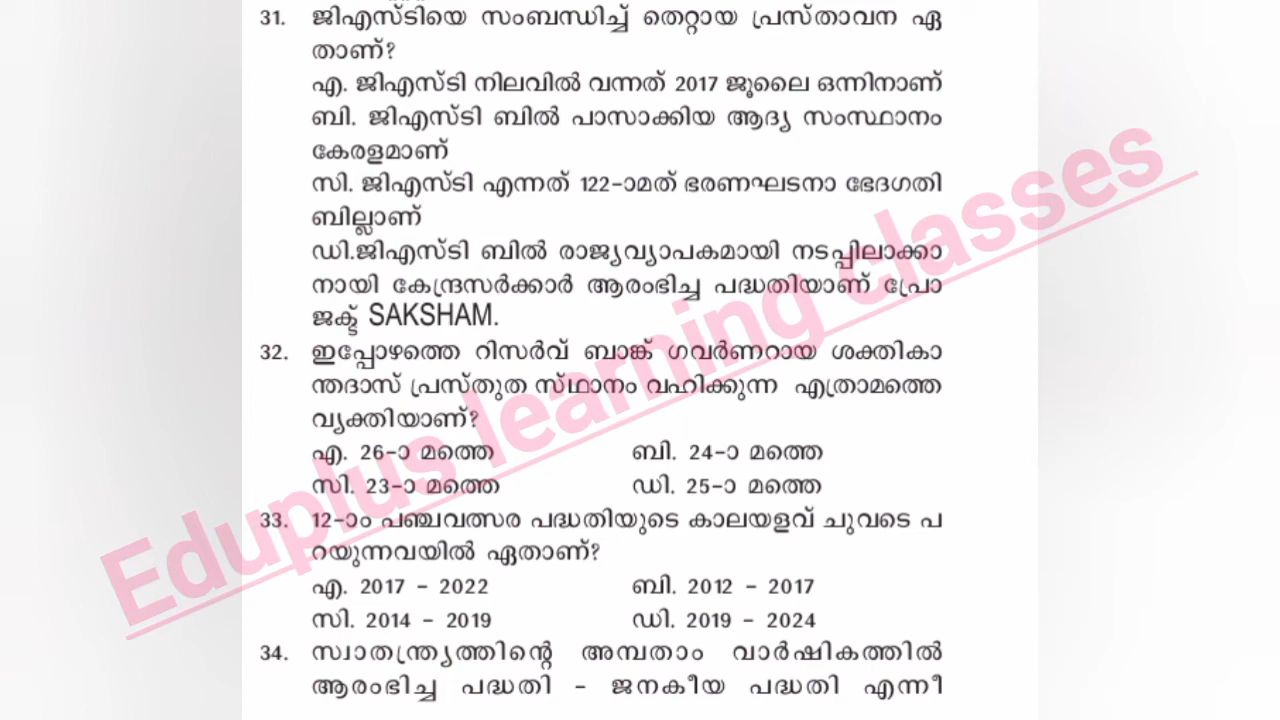 31. ജിഎസ്ടിയെ സംബന്ധിച്ച് തെറ്റായ പ്രസ്താവന ഏ
താണ്?
എ. ജിഎസ്ടി നിലവിൽ വന്നത് 2017 ജൂലൈ ഒന്നിനാണ്
ബി. ജിഎസ്ടി ബിൽ പാസാക്കിയ ആദ്യ സംസ്ഥാനം
കേരളമാണ്
സി. ജിഎസ്ടി എന്നത് 122-ാമത് ഭരണഘടനാ ഭേദഗതി
ബില്ലാണ്
ഡി.ജിഎസ്ടി ബിൽ രാജ്യവ്യാപകമായി നടപ്പിലാക്കാ
നായി കേന്ദ്രസർക്കാർ ആരംഭിച്ച പദ്ധതിയാണ് പ്രോ
ജക്ട് SAKSHAM.
32. ഇപ്പോഴത്തെ റിസർവ് ബാങ്ക് ഗവർണറായ ശക്തികാ
ന്തദാസ് പ്രസ്തുത സ്ഥാനം വഹിക്കുന്ന എത്രാമത്തെ
വ്യക്തിയാണ്?
എ. 26-ാ മത്തെ ബി. 24-ാ മത്തെ
സി. 23-ാ മത്തെ ഡി. 25-ാ മത്തെ
33. 12-ാം പഞ്ചവത്സര പദ്ധതിയുടെ കാലയളവ് ചുവടെ പ
റയുന്നവയിൽ ഏതാണ്?
എ. 2017 - 2022 ബി. 2012 - 2017
സി. 2014 - 2019 ഡി. 2019 - 2024
34. സ്വാതന്ത്ര്യത്തിന്റെ അമ്പതാം വാർഷികത്തിൽ
ആരംഭിച്ച പദ്ധതി - ജനകീയ പദ്ധതി എന്നീ
Eduplus learning classes